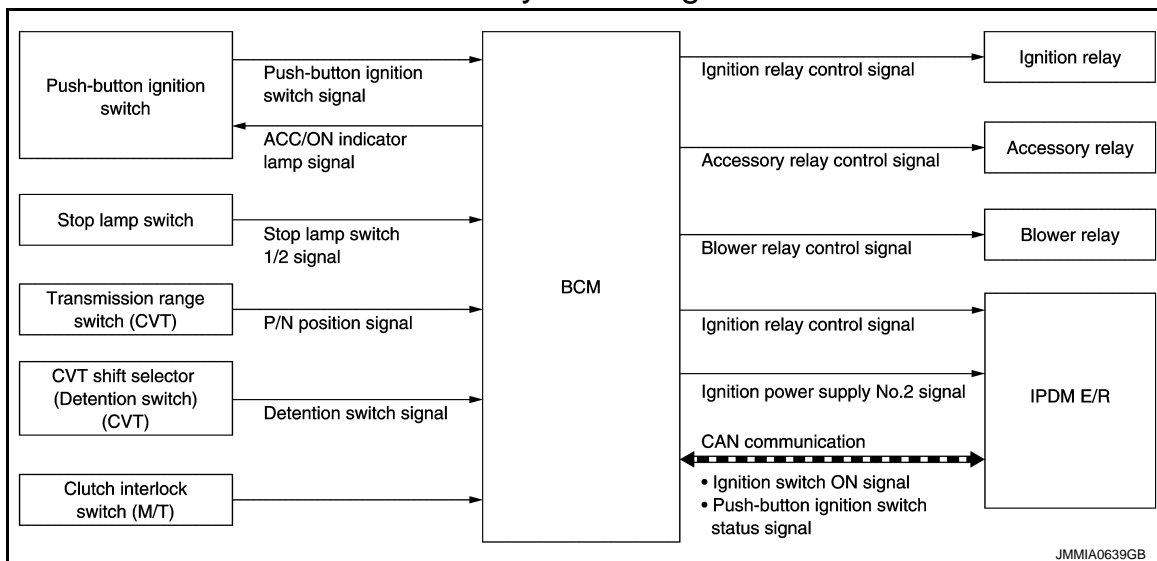 Push-button ignition
switch
Push-button ignition
switch signal
ACC/ON indicator
lamp signal
Stop lamp switch
Stop lamp switch
1/2 signal
Transmission range
switch (CVT)
P/N position signal
CVT shift selector
(Detention switch)
(CVT)
Detention switch signal
Clutch interlock
switch (M/T)
BCM
Ignition relay control signal
Ignition relay
Accessory relay control signal
Accessory relay
Blower relay control signal
Blower relay
Ignition relay control signal
Ignition power supply No.2 signal
IPDM E/R
CAN communication
• Ignition switch ON signal
• Push-button ignition switch
status signal
JMMIA0639GB